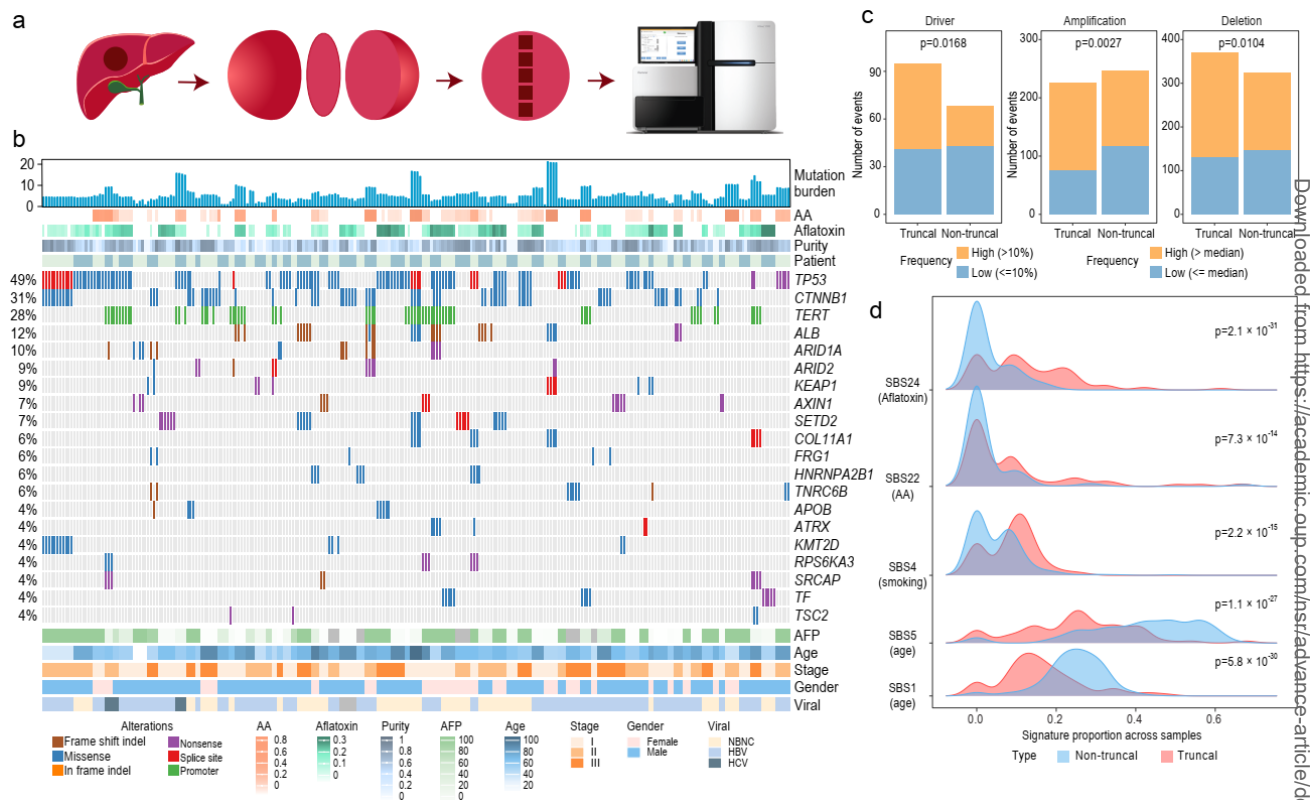 a
b
20
10
0
Mutation
burden
AA
Aflatoxin
Purity
Patient
49% TP53
31% CTNNB1
28% TERT
12% ALB
10% ARID1A
9% ARID2
9% KEAP1
7% AXIN1
7% SETD2
6% COL11A1
6% FRG1
6% HNRNPA2B1
6% TNRC6B
4% APOB
4% ATRX
4% KMT2D
4% RPS6KA3
4% SRCAP
4% TF
4% TSC2
AFP
Age
Stage
Gender
Viral
Alterations
Frame shift indel
Missense
In frame indel
Nonsense
Splice site
Promoter
AA
0.8
0.6
0.4
0.2
0
Aflatoxin
0.3
0.2
0.1
0
Purity
1
0.8
0.6
0.4
0.2
0
AFP
100
80
60
40
20
0
Age
100
80
60
40
20
Stage
I
II
III
Gender
Female
Male
Viral
NBNC
HBV
HCV
c
Driver
p=0.0168
Number of events
90
60
30
0
Truncal Non-truncal
Amplification
p=0.0027
Number of events
300
200
100
0
Truncal Non-truncal
Deletion
p=0.0104
400
300
200
100
0
Truncal Non-truncal
Frequency
High (>10%)
Low (<=10%)
Frequency
High (> median)
Low (<= median)
d
SBS24
(Aflatoxin)
p=2.1 × 10-31
SBS22
(AA)
p=7.3 × 10-14
SBS4
(smoking)
p=2.2 × 10-15
SBS5
(age)
p=1.1 × 10-27
SBS1
(age)
p=5.8 × 10-30
0.0 0.2 0.4 0.6
Signature proportion across samples
Type Non-truncal Truncal
Downloaded from https://academic.oup.com/nsr/advance-article/d